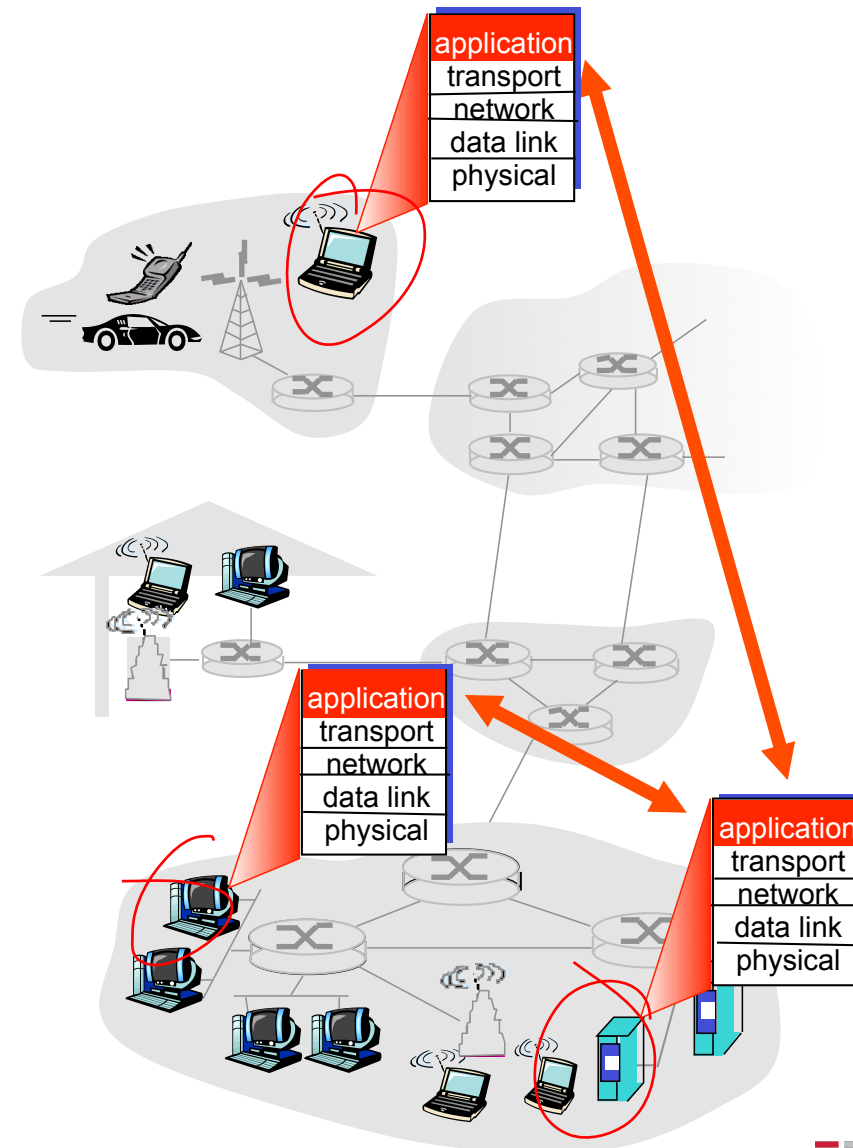 application
transport
network
data link
physical
application
transport
network
data link
physical
application
transport
network
data link
physical